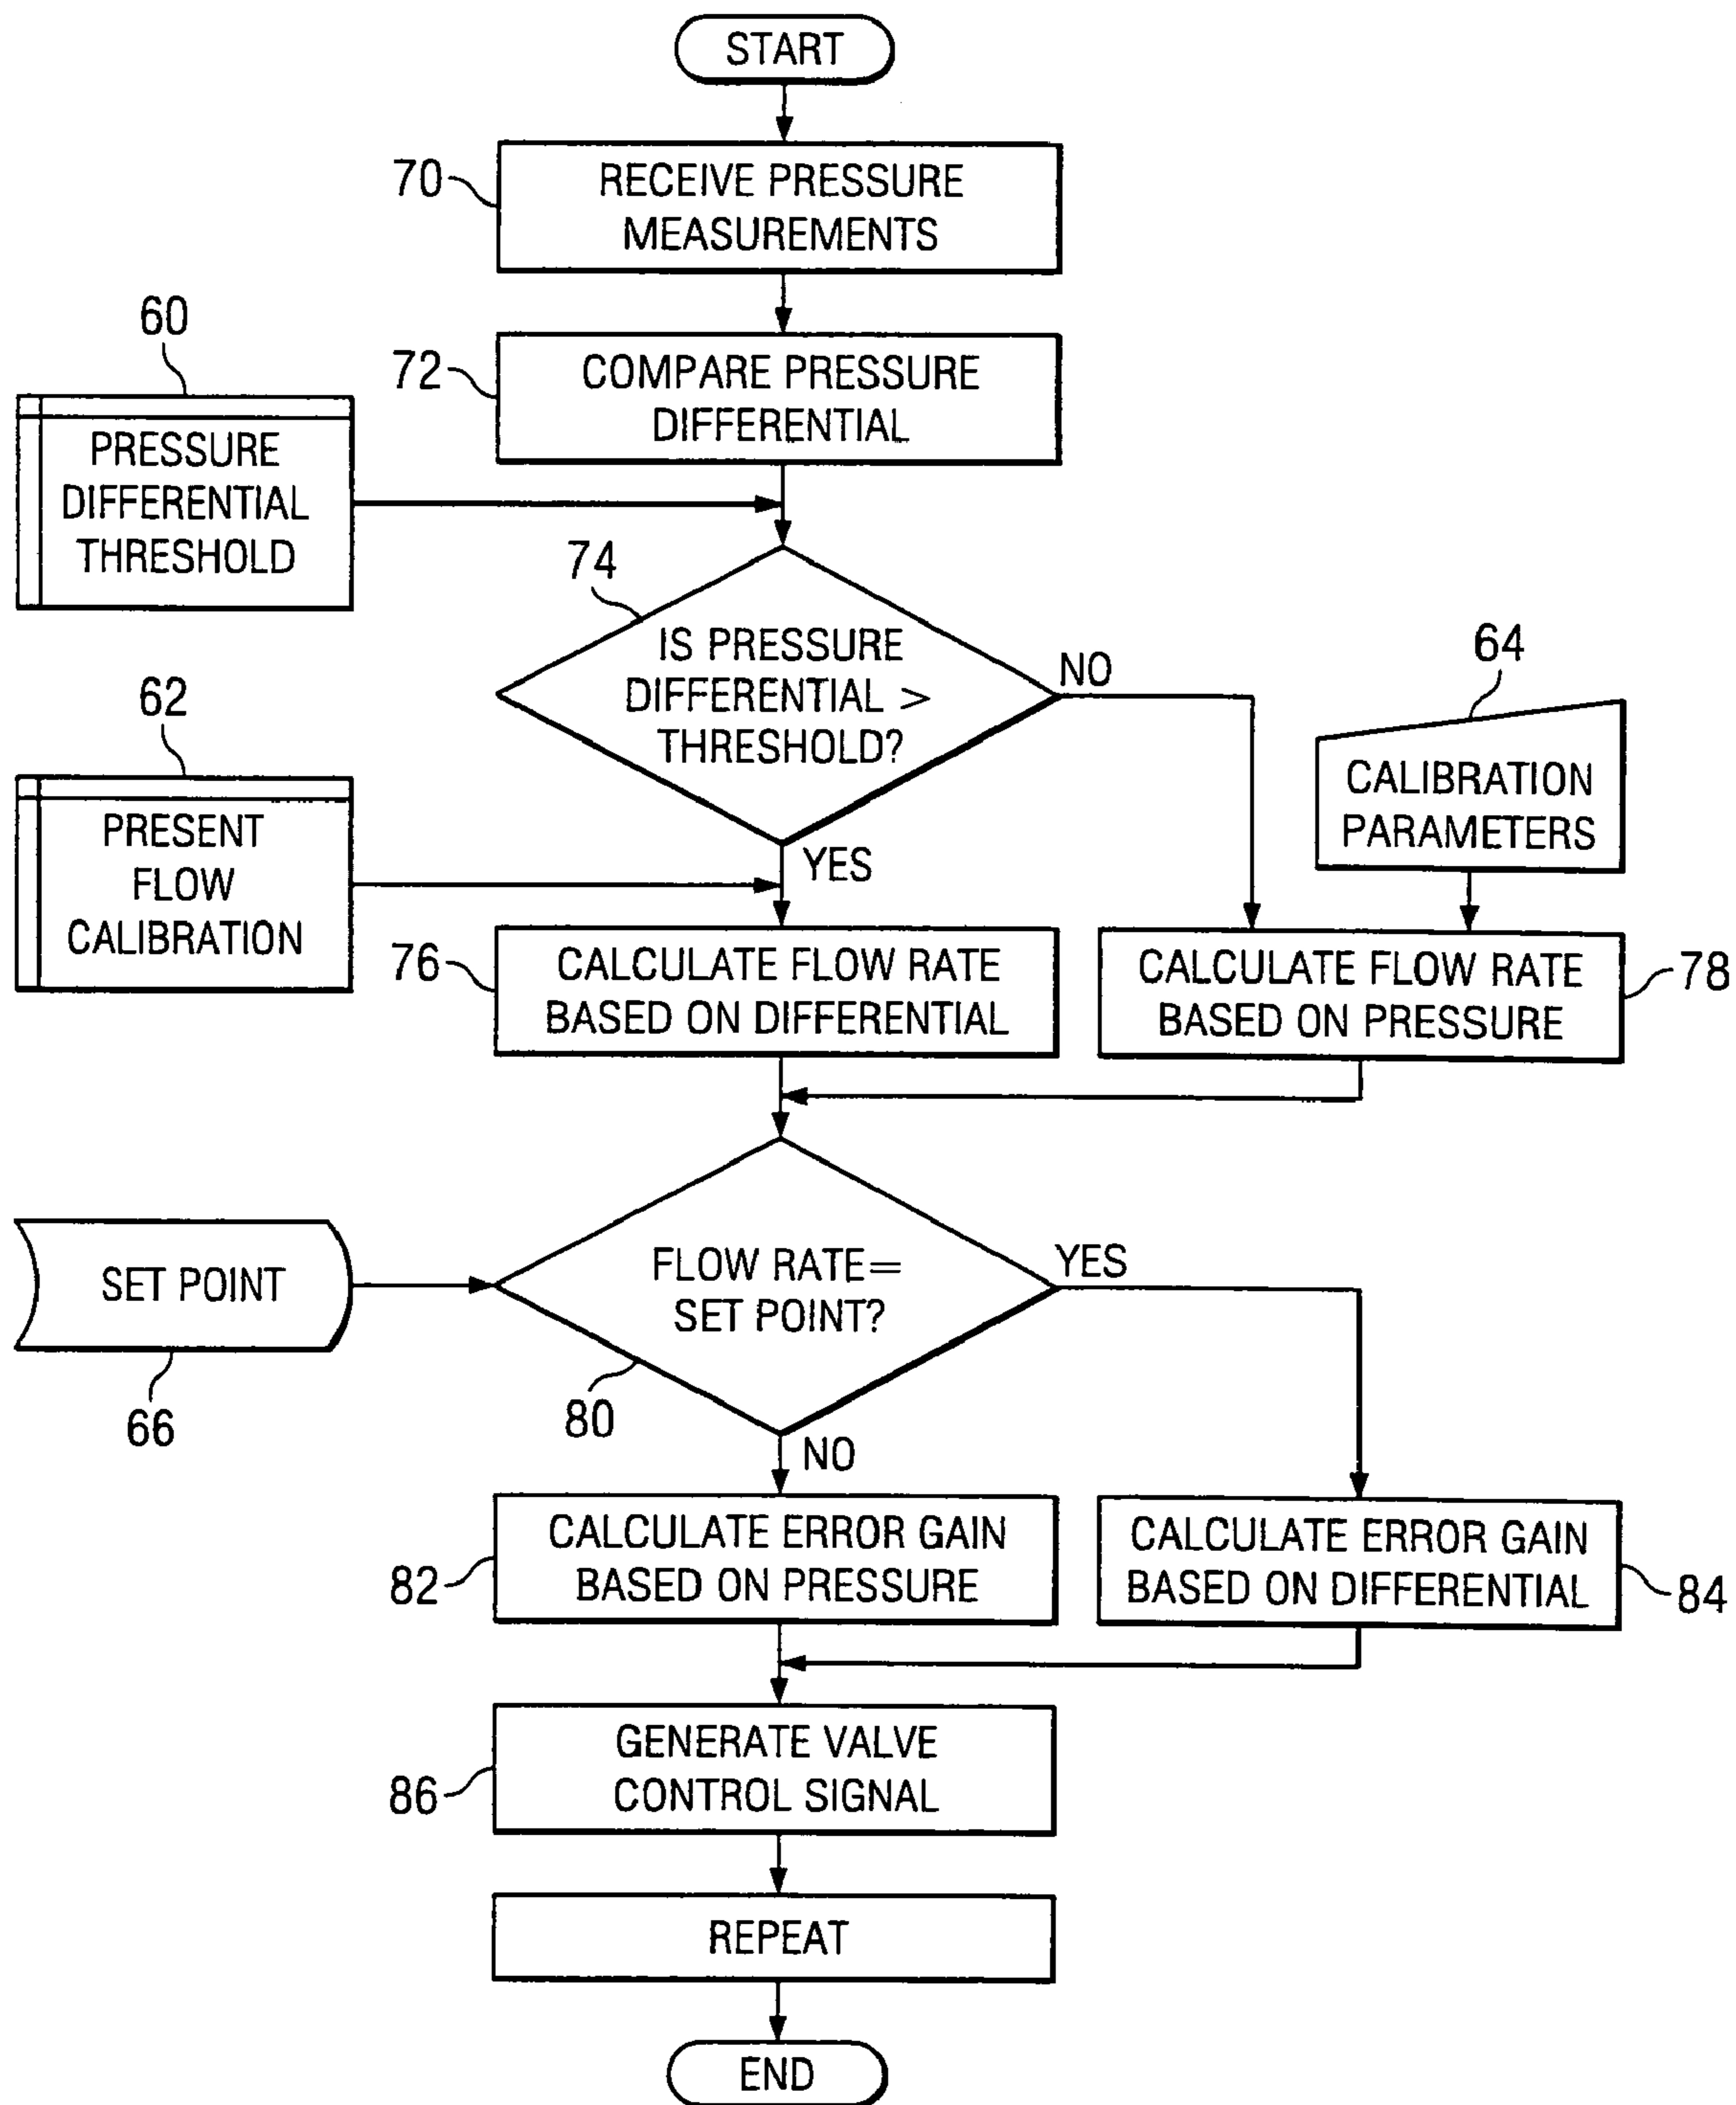 START
70
RECEIVE PRESSURE
MEASUREMENTS
60
72
COMPARE PRESSURE
DIFFERENTIAL
PRESSURE
DIFFERENTIAL
THRESHOLD
74
IS PRESSURE
DIFFERENTIAL >
THRESHOLD?
NO
64
62
CALIBRATION
PARAMETERS
PRESENT
FLOW
CALIBRATION
YES
76
CALCULATE FLOW RATE
BASED ON DIFFERENTIAL
CALCULATE FLOW RATE
BASED ON PRESSURE
78
SET POINT
66
FLOW RATE=
SET POINT?
YES
80
NO
CALCULATE ERROR GAIN
BASED ON PRESSURE
82
CALCULATE ERROR GAIN
BASED ON DIFFERENTIAL
84
GENERATE VALVE
CONTROL SIGNAL
86
REPEAT
END